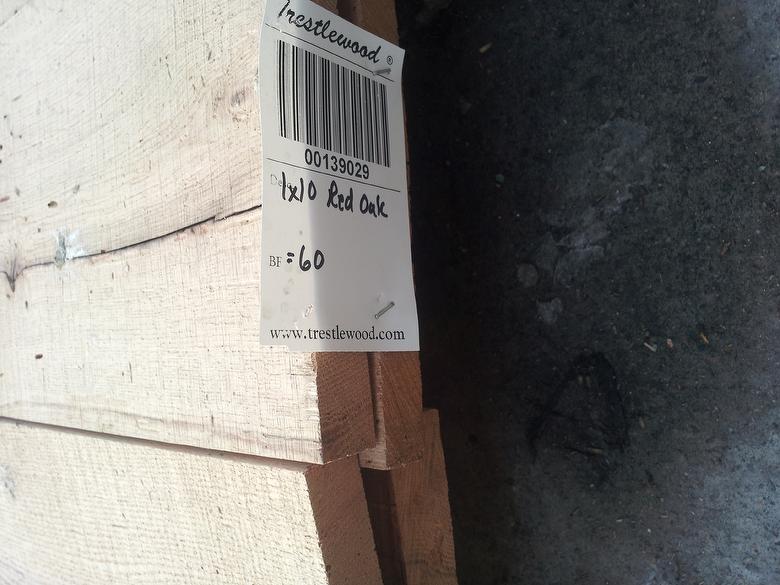 Trestlewood ®
00139029
1x10 Red Oak
BF =60
www.trestlewood.com